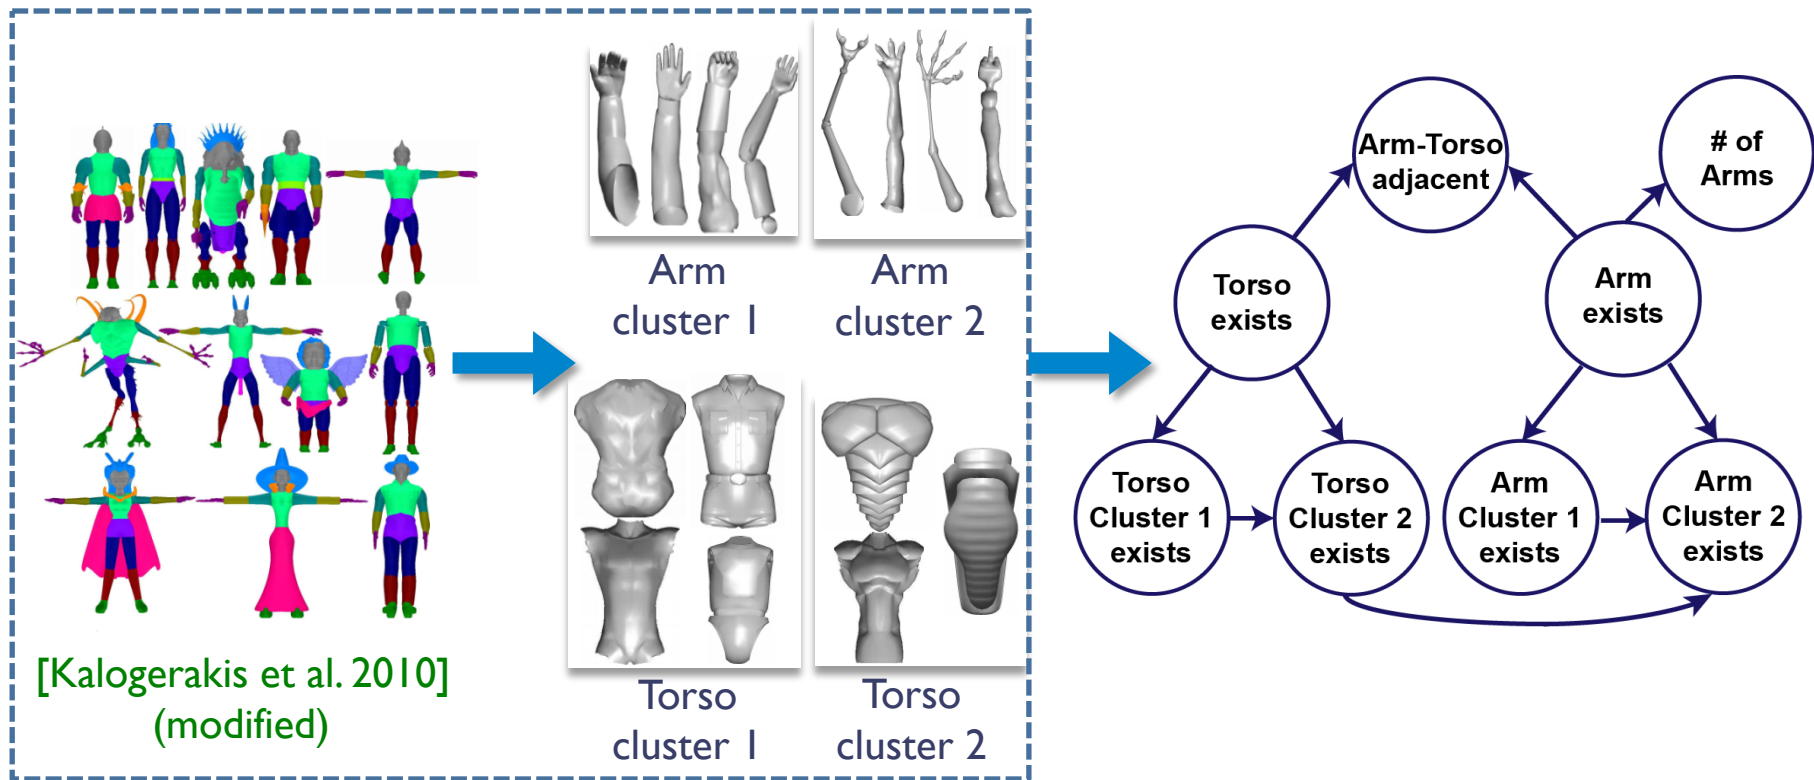 [Kalogerakis et al. 2010]
(modified)
Arm
cluster 1
Arm
cluster 2
Torso
cluster 1
Torso
cluster 2
Arm-Torso
adjacent
# of
Arms
Torso
exists
Arm
exists
Torso
Cluster 1
exists
Torso
Cluster 2
exists
Arm
Cluster 1
exists
Arm
Cluster 2
exists